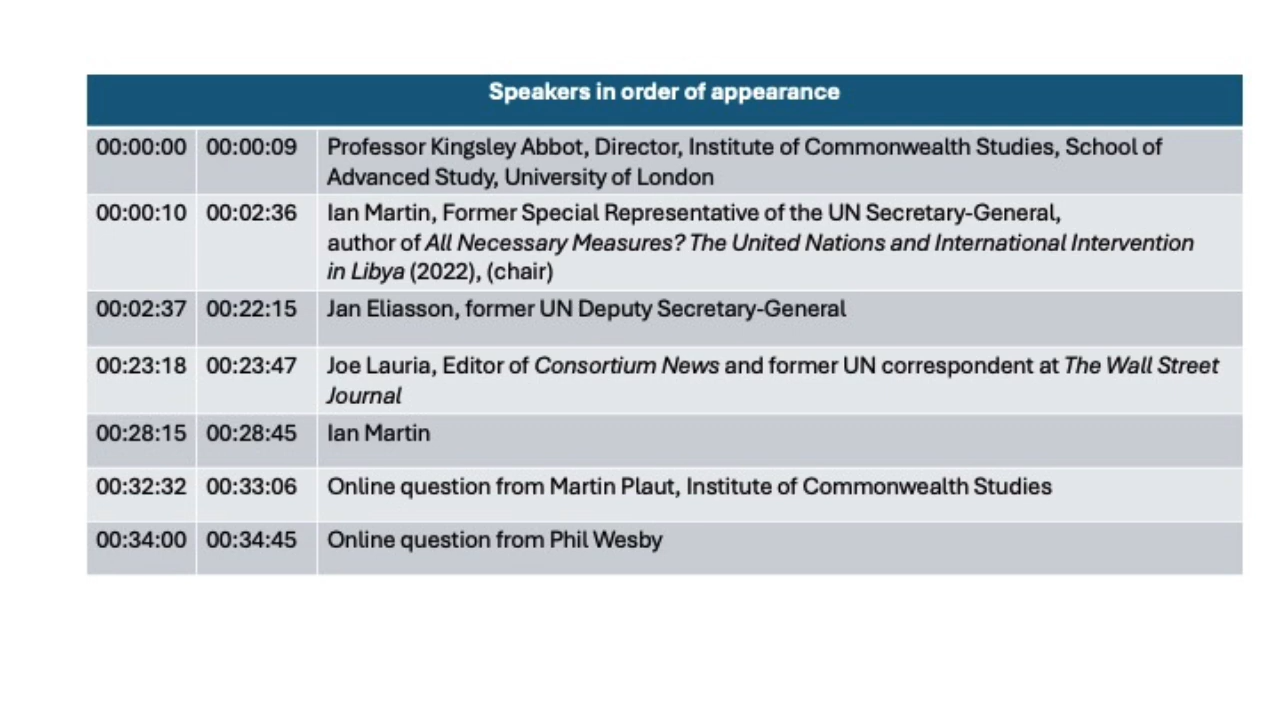 Speakers in order of appearance
00:00:00 00:00:09 Professor Kingsley Abbot, Director, Institute of Commonwealth Studies, School of
Advanced Study, University of London
00:00:10 00:02:36 Ian Martin, Former Special Representative of the UN Secretary-General,
author of All Necessary Measures? The United Nations and International Intervention
in Libya (2022), (chair)
00:02:37 00:22:15 Jan Eliasson, former UN Deputy Secretary-General
00:23:18 00:23:47 Joe Lauria, Editor of Consortium News and former UN correspondent at The Wall Street
Journal
00:28:15 00:28:45 Ian Martin
00:32:32 00:33:06 Online question from Martin Plaut, Institute of Commonwealth Studies
00:34:00 00:34:45 Online question from Phil Wesby